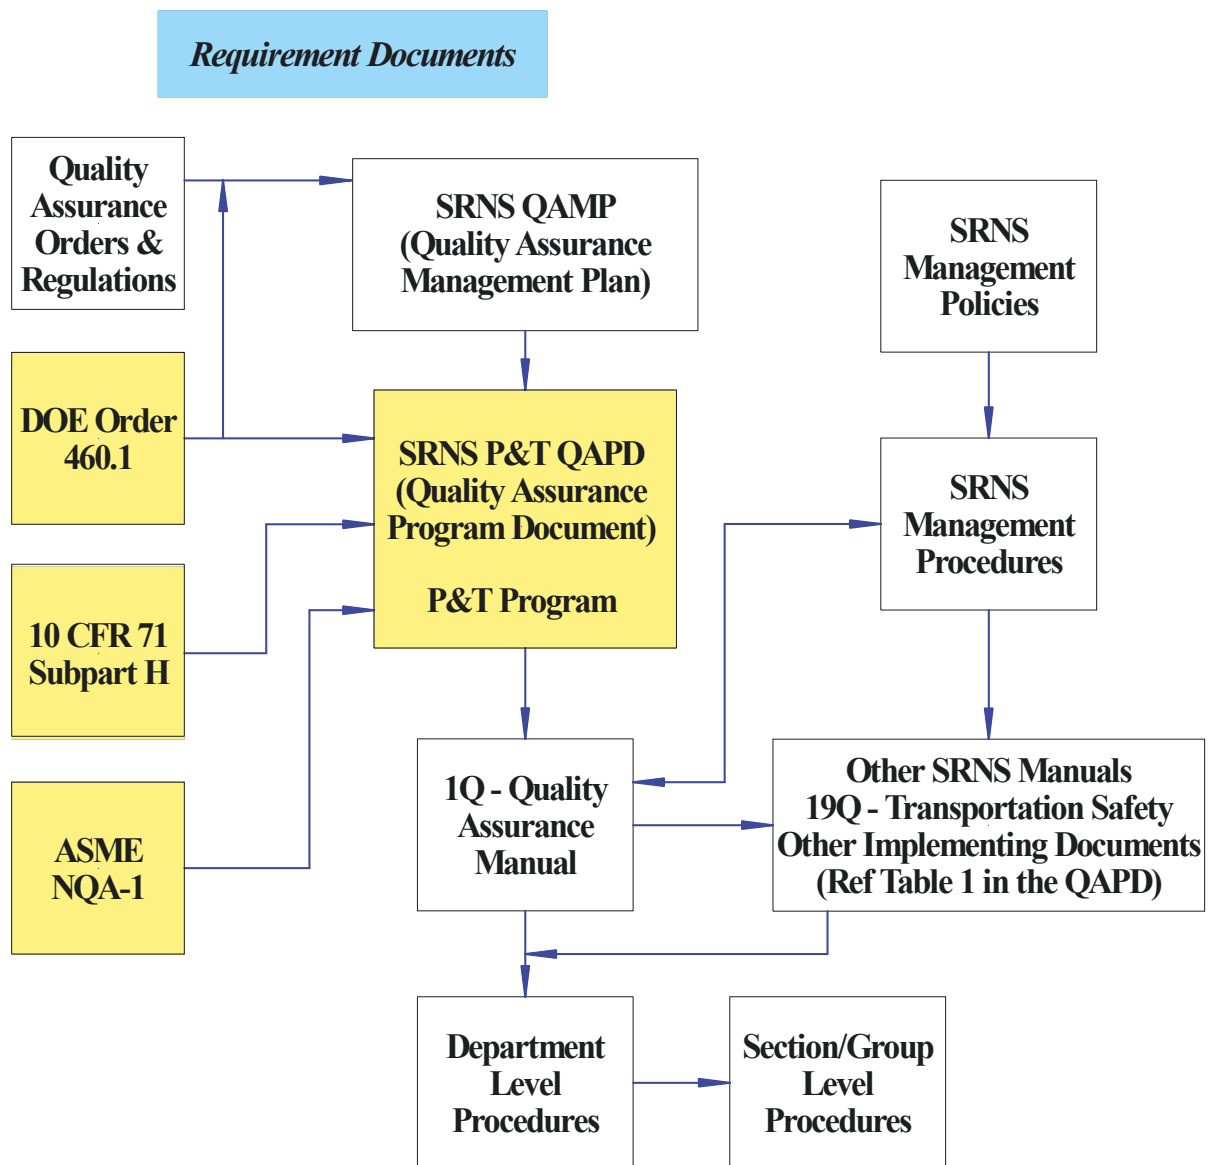 Requirement Documents
Quality
Assurance
Orders &
Regulations
SRNS QAMP
(Quality Assurance
Management Plan)
SRNS
Management
Policies
DOE Order
460.1
SRNS P&T QAPD
(Quality Assurance
Program Document)
P&T Program
SRNS
Management
Procedures
10 CFR 71
Subpart H
ASME
NQA-1
1Q - Quality
Assurance
Manual
Other SRNS Manuals
19Q - Transportation Safety
Other Implementing Documents
(Ref Table 1 in the QAPD)
Department
Level
Procedures
Section/Group
Level
Procedures